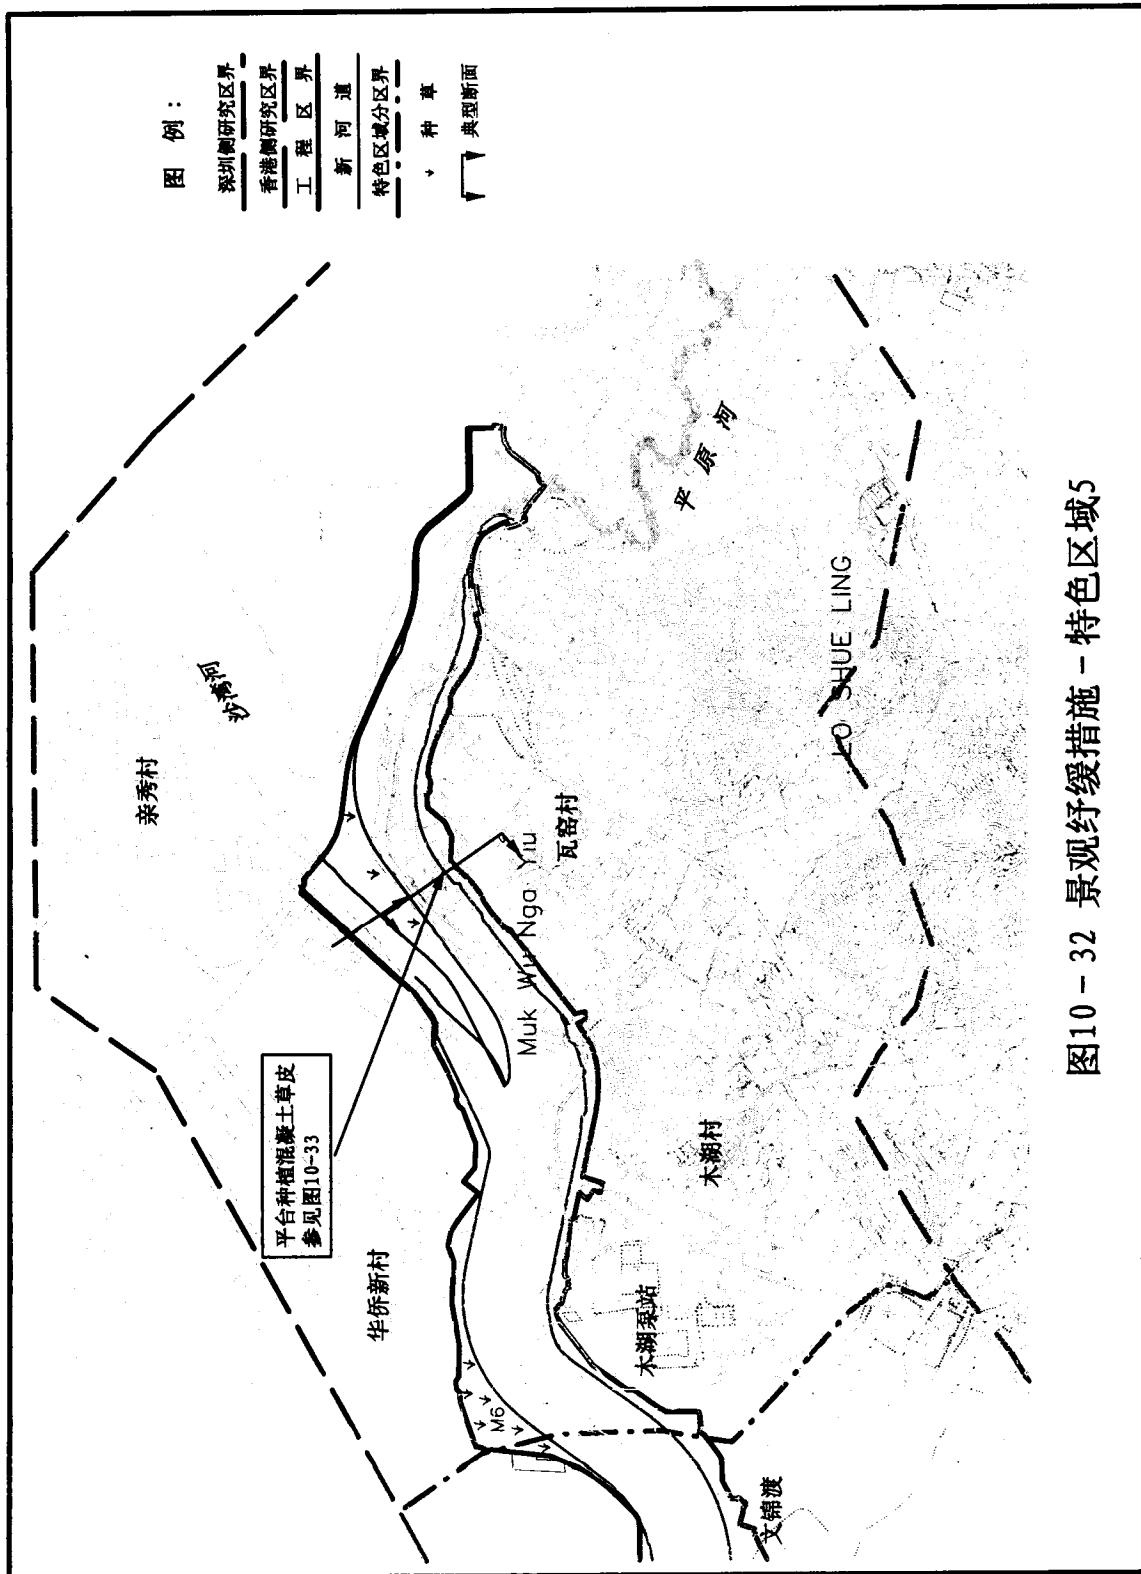 图 例：
深圳侧研究区界
香港侧研究区界
工 程 区 界
新 河 道
特色区域分区界
种 草
典型断面
亲秀村
沙湾河
平 原 河
LO SHUE LING
瓦窑村
Muk Wu Nga Yiu
平台种植混凝土草皮
参见图10-33
华侨新村
木湖村
木湖泵站
M6
文锦渡
图10－32 景观纾缓措施－特色区域5